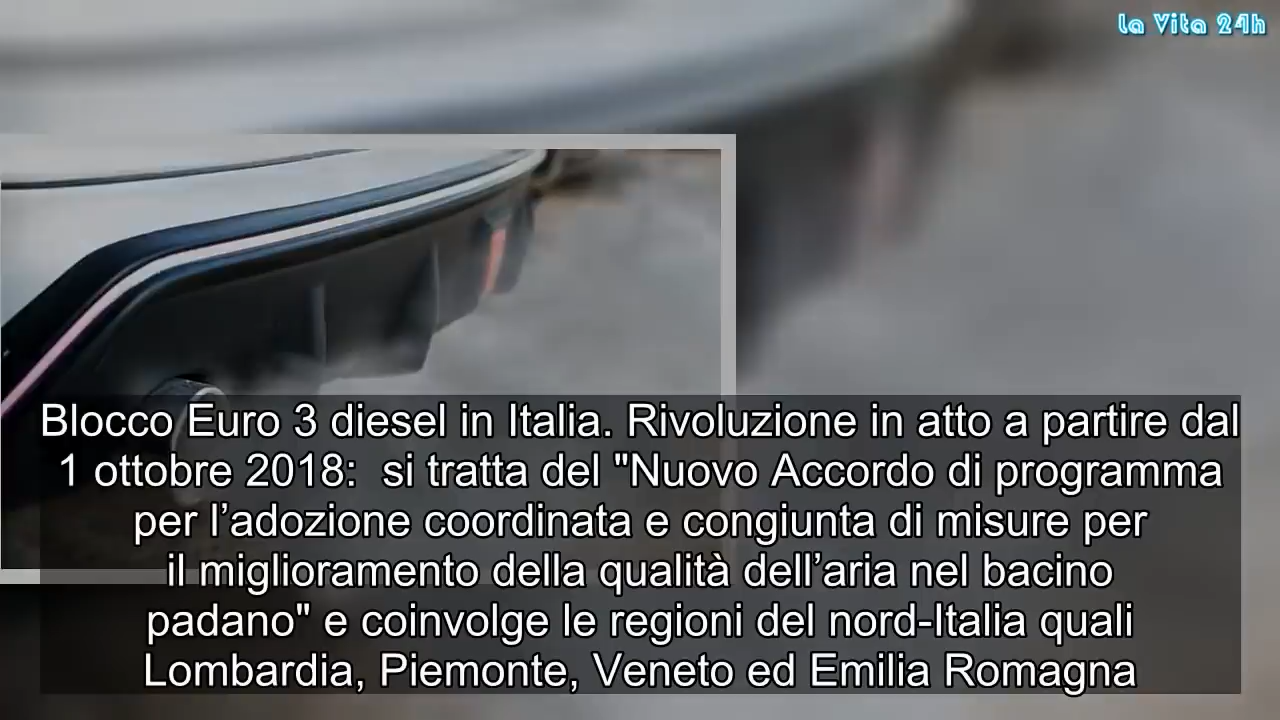 La Vita 24h
Blocco Euro 3 diesel in Italia. Rivoluzione in atto a partire dal
1 ottobre 2018:  si tratta del "Nuovo Accordo di programma
per l’adozione coordinata e congiunta di misure per
il miglioramento della qualità dell’aria nel bacino
padano" e coinvolge le regioni del nord-Italia quali
Lombardia, Piemonte, Veneto ed Emilia Romagna